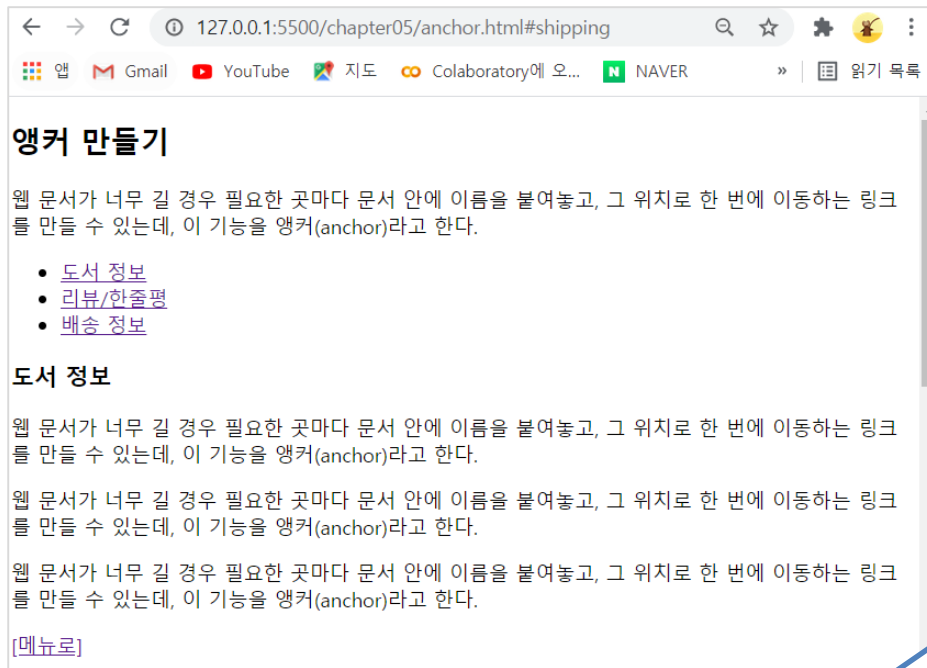 127.0.0.1:5500/chapter05/anchor.html#shipping
앱 Gmail YouTube 지도 Colaboratory에 오... NAVER » 읽기 목록
앵커 만들기
웹 문서가 너무 길 경우 필요한 곳마다 문서 안에 이름을 붙여놓고, 그 위치로 한 번에 이동하는 링크
를 만들 수 있는데, 이 기능을 앵커(anchor)라고 한다.
• 도서 정보
• 리뷰/한줄평
• 배송 정보
도서 정보
웹 문서가 너무 길 경우 필요한 곳마다 문서 안에 이름을 붙여놓고, 그 위치로 한 번에 이동하는 링크
를 만들 수 있는데, 이 기능을 앵커(anchor)라고 한다.
웹 문서가 너무 길 경우 필요한 곳마다 문서 안에 이름을 붙여놓고, 그 위치로 한 번에 이동하는 링크
를 만들 수 있는데, 이 기능을 앵커(anchor)라고 한다.
웹 문서가 너무 길 경우 필요한 곳마다 문서 안에 이름을 붙여놓고, 그 위치로 한 번에 이동하는 링크
를 만들 수 있는데, 이 기능을 앵커(anchor)라고 한다.
[메뉴로]